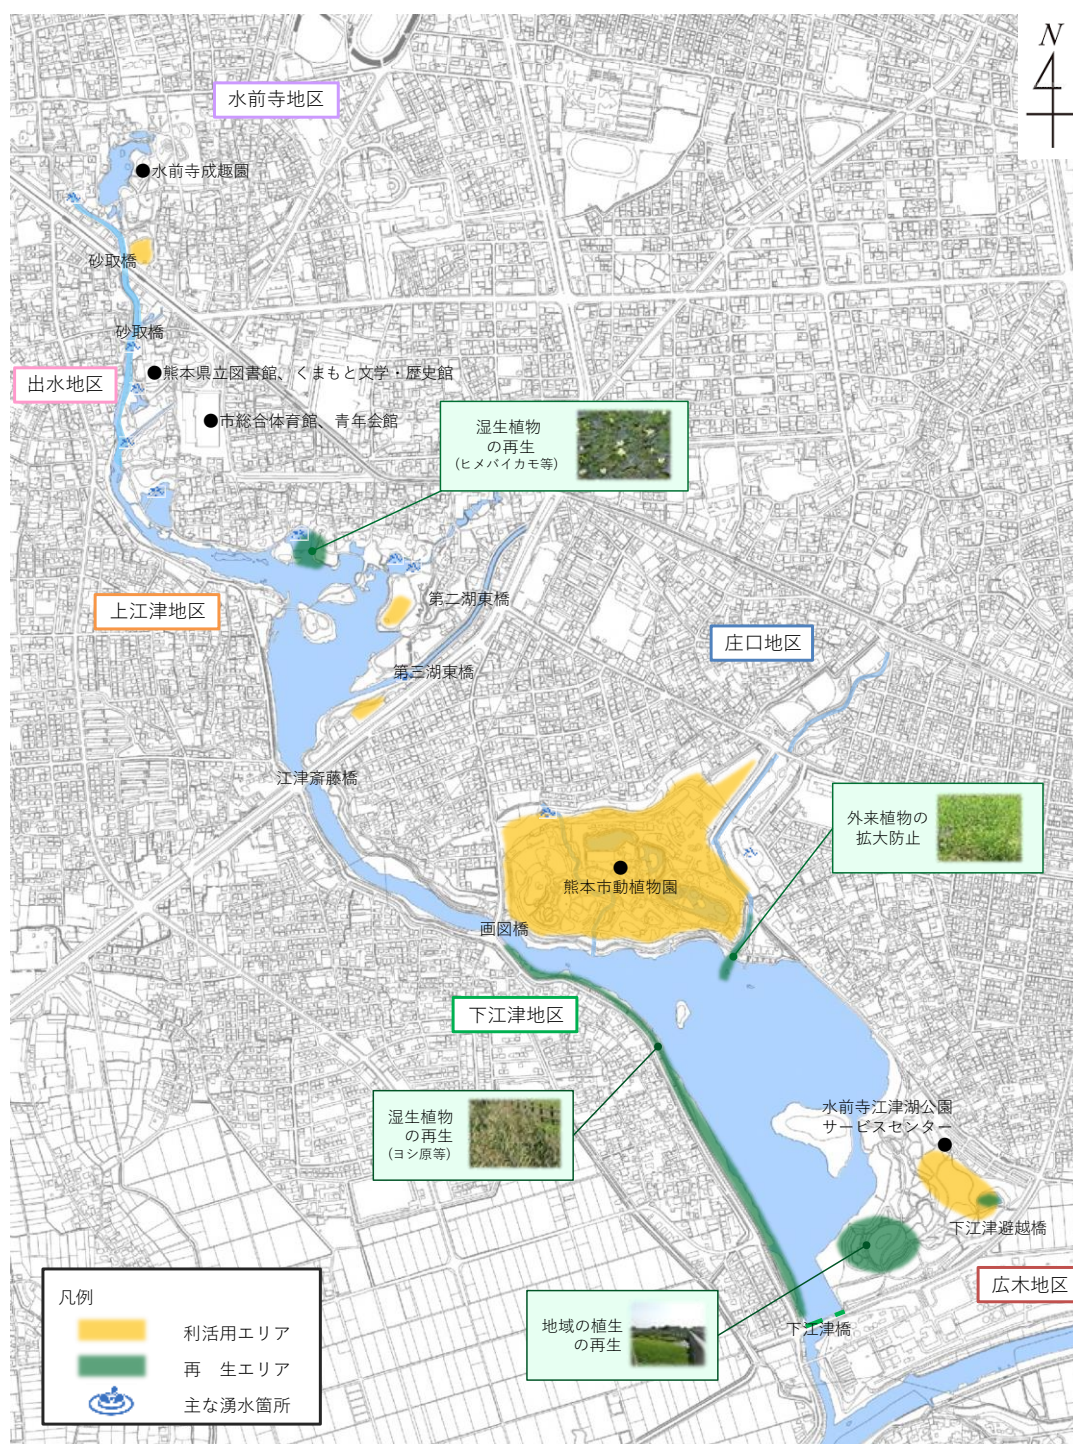 N
水前寺地区
水前寺成趣園
砂取橋
砂取橋
出水地区
熊本県立図書館、くまもと文学・歴史館
市総合体育館、青年会館
湿生植物
の再生
(ヒメバイカモ等)
上江津地区
第二湖東橋
庄口地区
第三湖東橋
江津斎藤橋
外来植物の
拡大防止
熊本市動植物園
画図橋
下江津地区
湿生植物
の再生
(ヨシ原等)
水前寺江津湖公園
サービスセンター
下江津避越橋
広木地区
地域の植生
の再生
下江津橋
凡例
利活用エリア
再　生エリア
主な湧水箇所